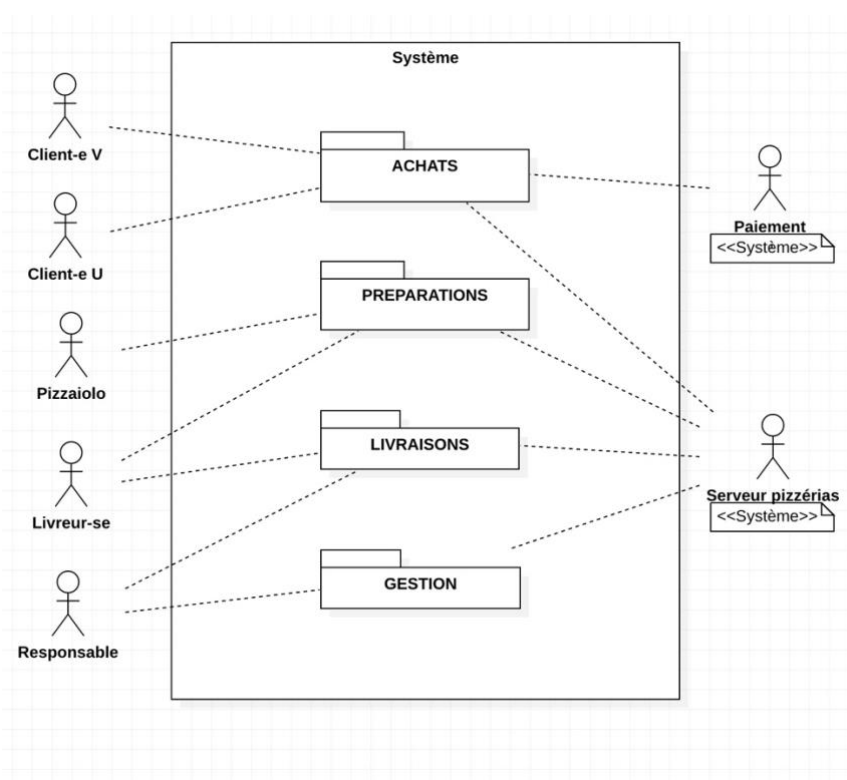 Système
Client-e V
ACHATS
Paiement
<<Système>>
Client-e U
PREPARATIONS
Pizzaiolo
LIVRAISONS
Serveur pizzérias
<<Système>>
Livreur-se
GESTION
Responsable